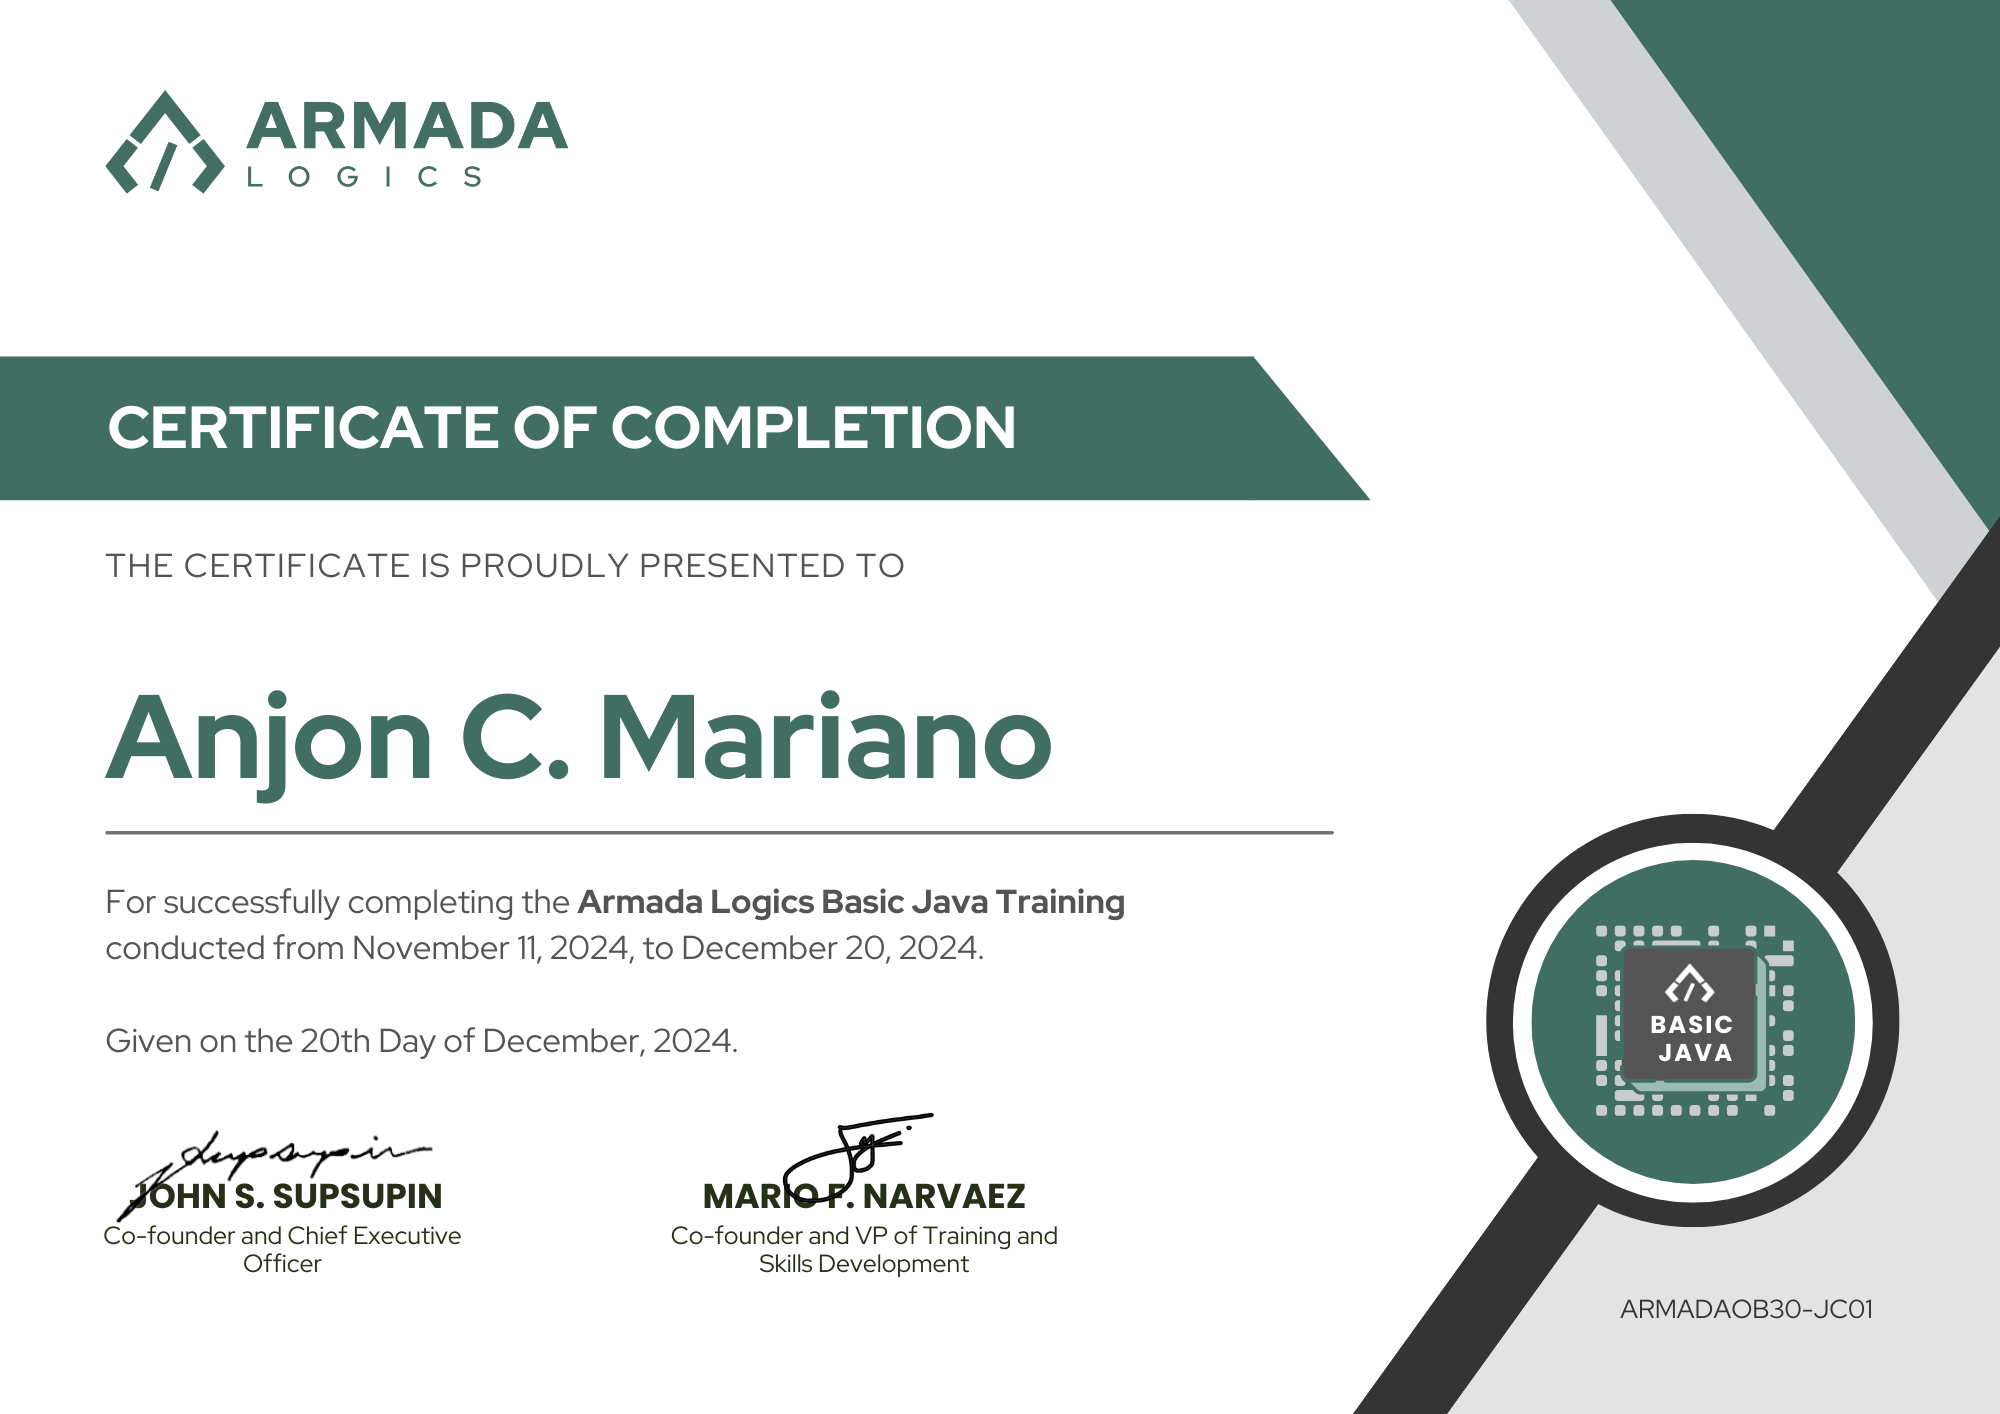 ARMADA
LOGICS
CERTIFICATE OF COMPLETION
THE CERTIFICATE IS PROUDLY PRESENTED TO
Anjon C. Mariano
For successfully completing the Armada Logics Basic Java Training
conducted from November 11, 2024, to December 20, 2024.
Given on the 20th Day of December, 2024.
BASIC
JAVA
Supsupin
JOHN S. SUPSUPIN
Co-founder and Chief Executive
Officer
MARIO F. NARVAEZ
Co-founder and VP of Training and
Skills Development
ARMADAOB30-JC01